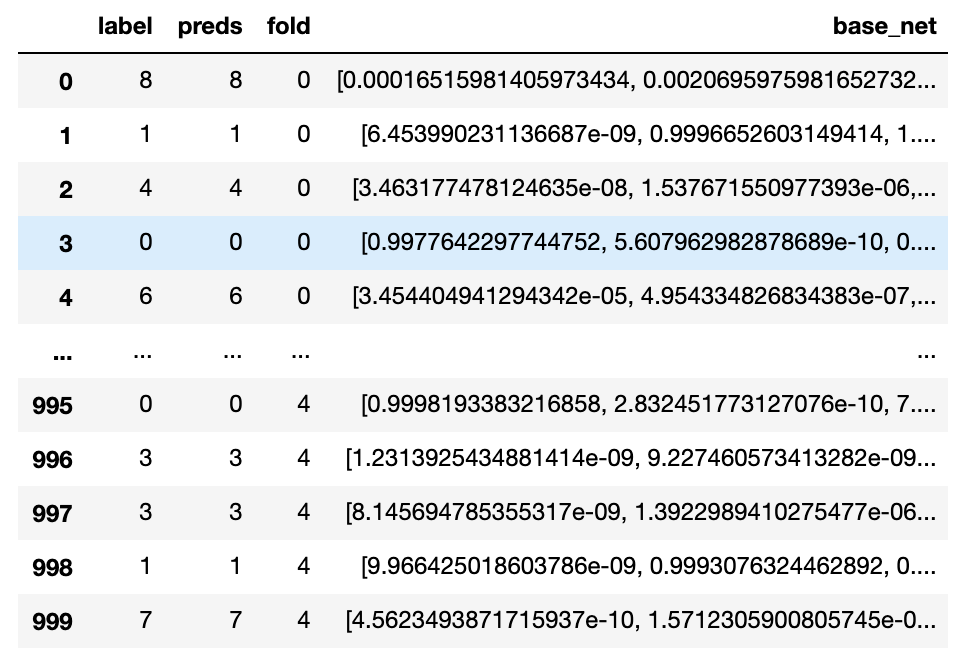 label preds fold base_net
0 8 8 0 [0.00016515981405973434, 0.0020695975981652732...
1 1 1 0 [6.453990231136687e-09, 0.9996652603149414, 1....
2 4 4 0 [3.463177478124635e-08, 1.537671550977393e-06,...
3 0 0 0 [0.9977642297744752, 5.607962982878689e-10, 0....
4 6 6 0 [3.454404941294342e-05, 4.954334826834383e-07,...
... ... ... ... ...
995 0 0 4 [0.9998193383216858, 2.832451773127076e-10, 7....
996 3 3 4 [1.2313925434881414e-09, 9.227460573413282e-09...
997 3 3 4 [8.145694785355317e-09, 1.3922989410275477e-06...
998 1 1 4 [9.966425018603786e-09, 0.9993076324462892, 0....
999 7 7 4 [4.5623493871715937e-10, 1.5712305900805745e-0...